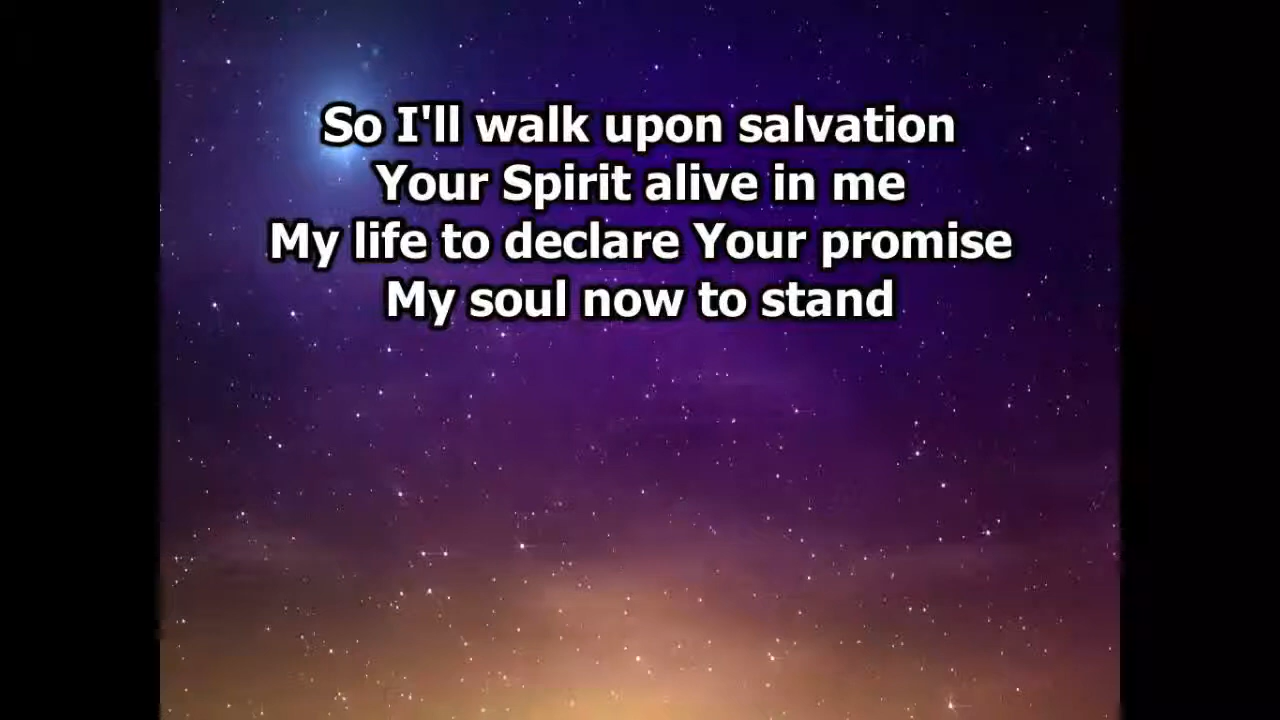 So I'll walk upon salvation
Your Spirit alive in me
My life to declare Your promise
My soul now to stand